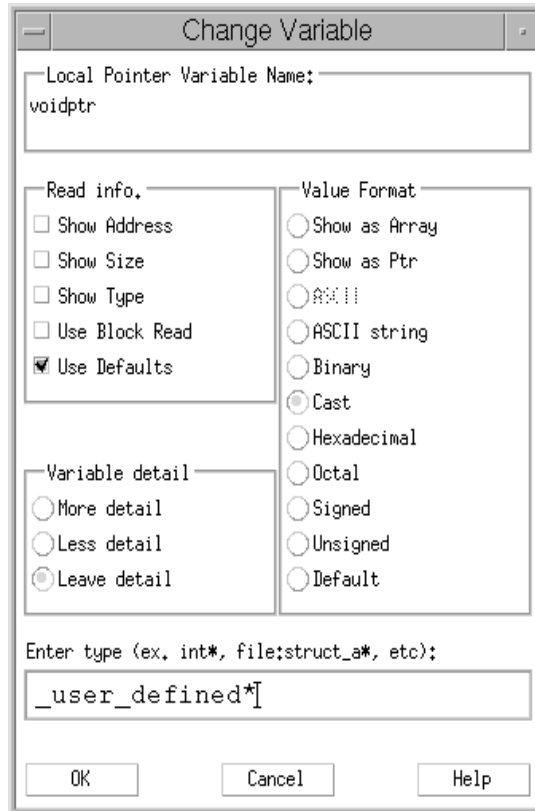 Change Variable
Local Pointer Variable Name:
voidptr
Read info.
Show Address
Show Size
Show Type
Use Block Read
Use Defaults
Variable detail
More detail
Less detail
Leave detail
Value Format
Show as Array
Show as Ptr
ASCII
ASCII string
Binary
Cast
Hexadecimal
Octal
Signed
Unsigned
Default
Enter type (ex. int*, file:struct_a*, etc):
_user_defined*
OK
Cancel
Help